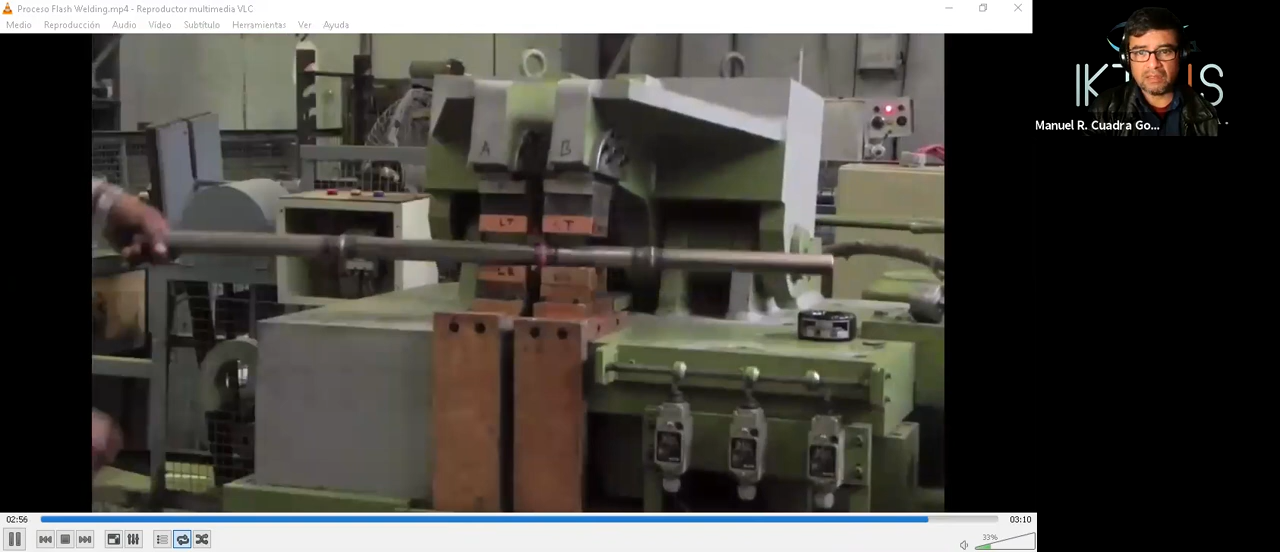 Proceso Flash Welding.mp4 - Reproductor multimedia VLC
Medio Reproducción Audio Vídeo Subtítulo Herramientas Ver Ayuda
A B
LT T
Manuel R. Cuadra Go...
02:56
03:10
33%